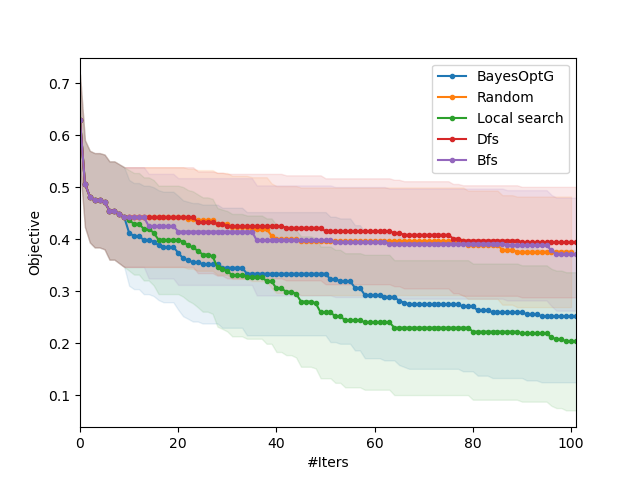 BayesOptG
Random
Local search
Dfs
Bfs
Objective
0.7
0.6
0.5
0.4
0.3
0.2
0.1
0 20 40 60 80 100
#Iters